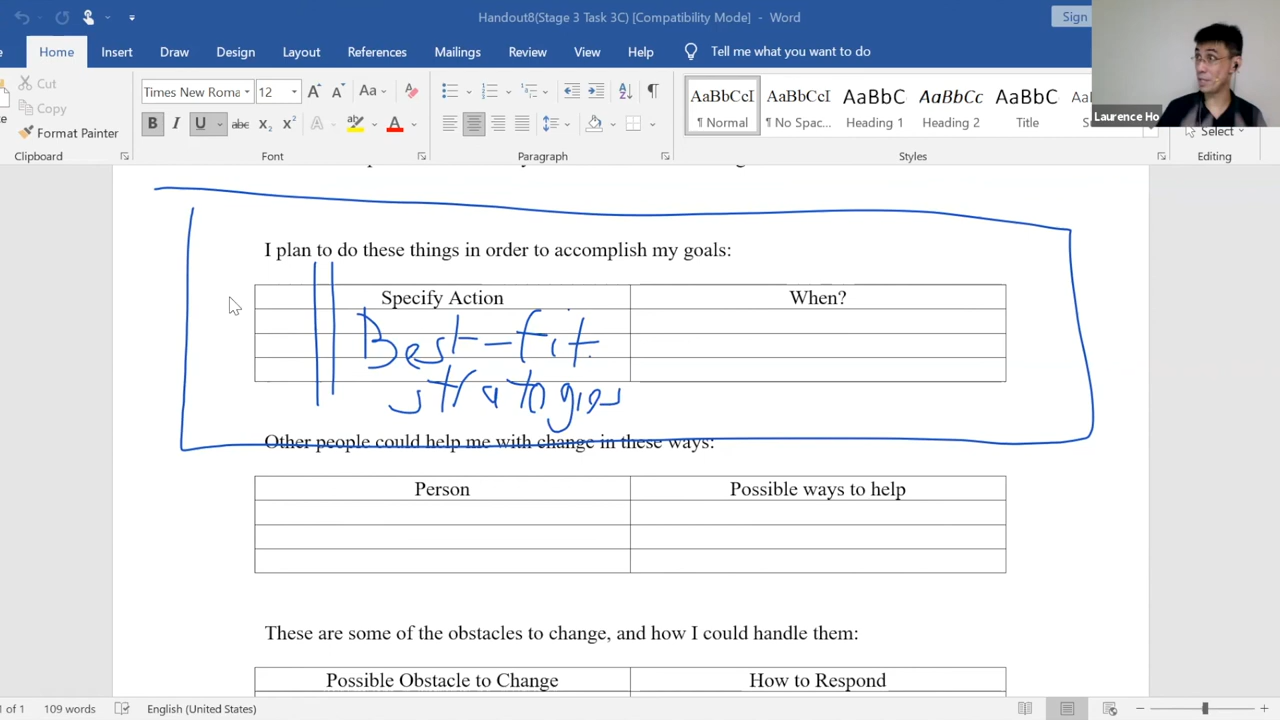 Handout8(Stage 3 Task 3C) [Compatibility Mode] - Word
Sign
Home Insert Draw Design Layout References Mailings Review View Help Tell me what you want to do
Cut
Copy
Format Painter
Clipboard
Times New Roma 12
Font
Paragraph
AaBbCcI AaBbCcI AaBbC AaBbCc AaBbC
¶ Normal ¶ No Spac... Heading 1 Heading 2 Title
Styles
Laurence Ho
Select
Editing
I plan to do these things in order to accomplish my goals:
Specify Action When?
Best-fit
strategies
Other people could help me with change in these ways:
Person Possible ways to help
These are some of the obstacles to change, and how I could handle them:
Possible Obstacle to Change How to Respond
1 of 1 109 words English (United States)